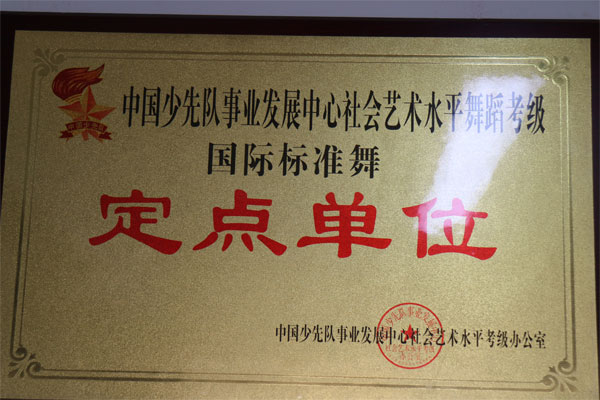 中国少先队事业发展中心社会艺术水平舞蹈考级
国际标准舞
定点单位
中国少先队事业发展中心社会艺术水平考级办公室